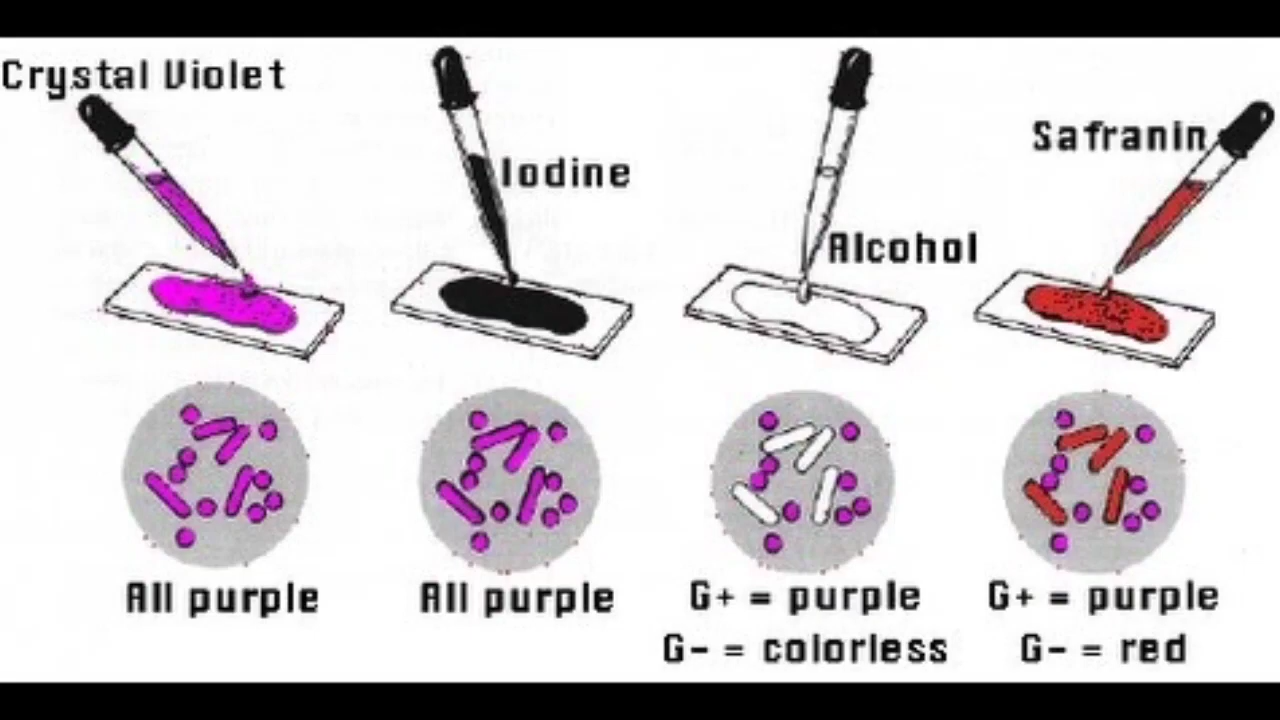 Crystal Violet
Iodine
Alcohol
Safranin
All purple
All purple
G+ = purple
G- = colorless
G+ = purple
G- = red